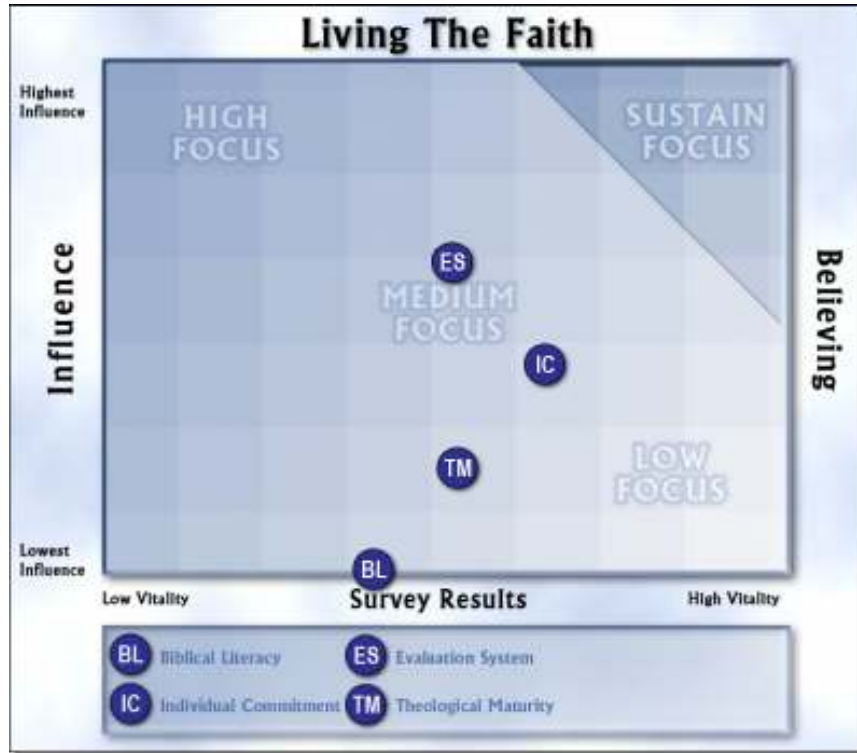 Living The Faith
Highest
Influence
HIGH
FOCUS
SUSTAIN
FOCUS
Influence
Believing
ES
MEDIUM
FOCUS
IC
TM
LOW
FOCUS
Lowest
Influence
BL
Low Vitality
Survey Results
High Vitality
BL Biblical Literacy
ES Evaluation System
IC Individual Commitment
TM Theological Maturity